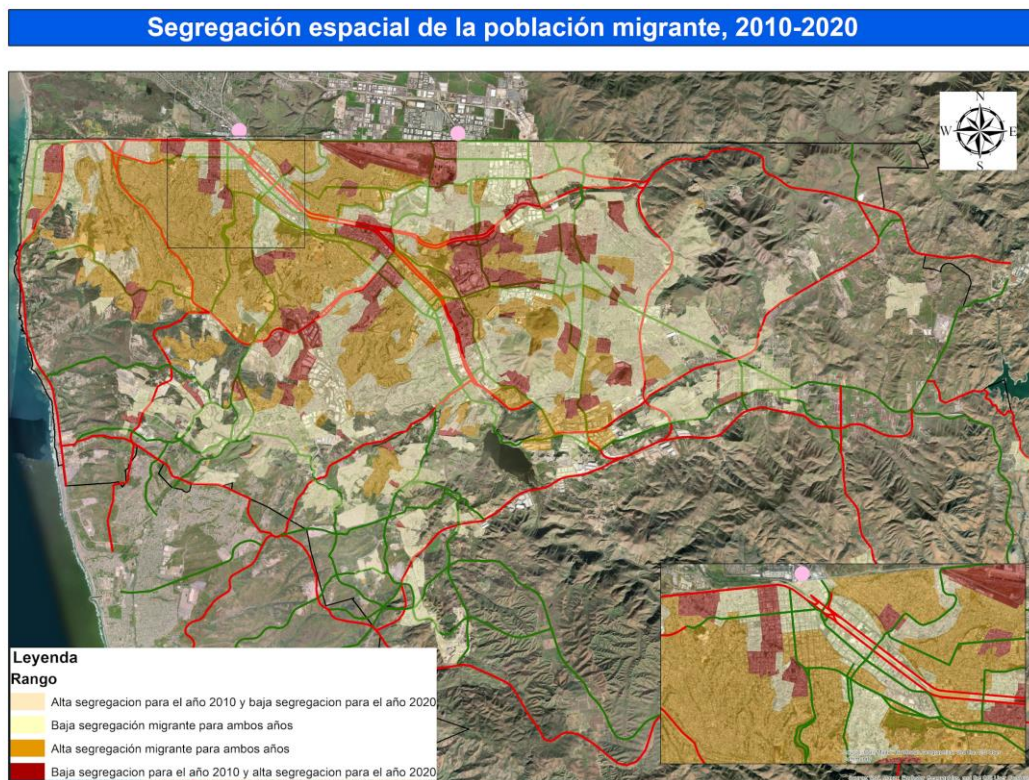 Segregación espacial de la población migrante, 2010-2020
N
W E
S
Leyenda
Rango
Alta segregacion para el año 2010 y baja segregacion para el año 2020
Baja segregación migrante para ambos años
Alta segregación migrante para ambos años
Baja segregacion para el año 2010 y alta segregacion para el año 2020